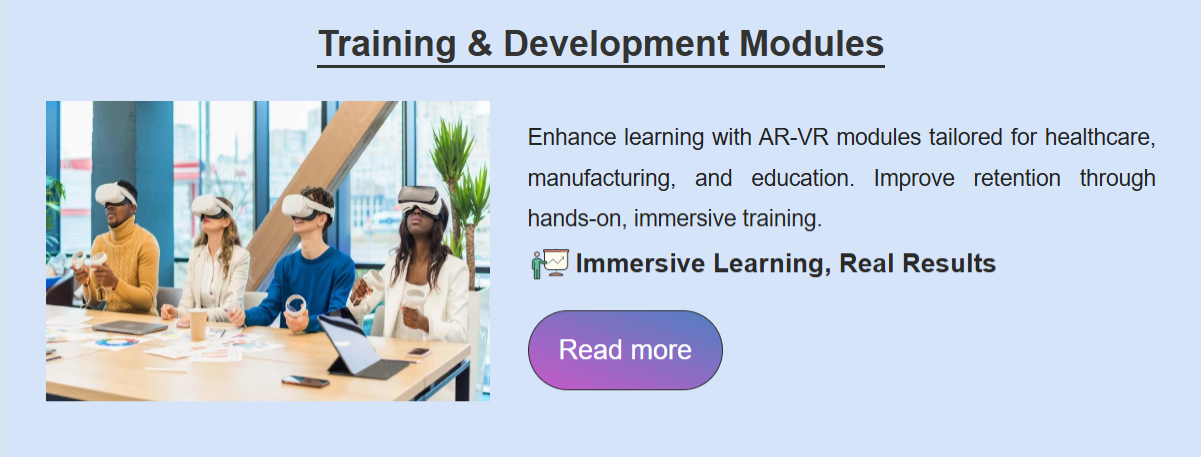 Training & Development Modules
Enhance learning with AR-VR modules tailored for healthcare,
manufacturing, and education. Improve retention through
hands-on, immersive training.
Immersive Learning, Real Results
Read more